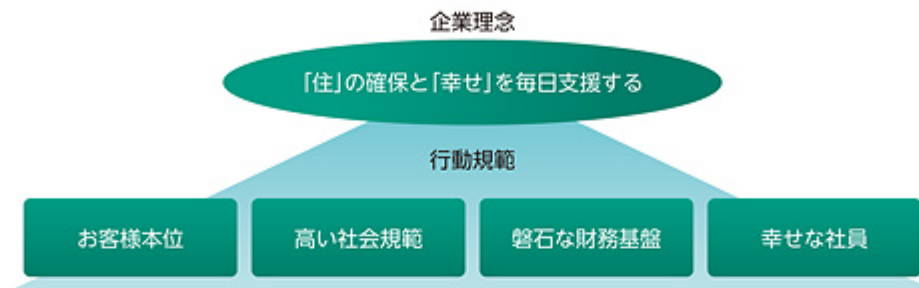 企業理念
「住」の確保と「幸せ」を毎日支援する
行動規範
お客様本位
高い社会規範
磐石な財務基盤
幸せな社員